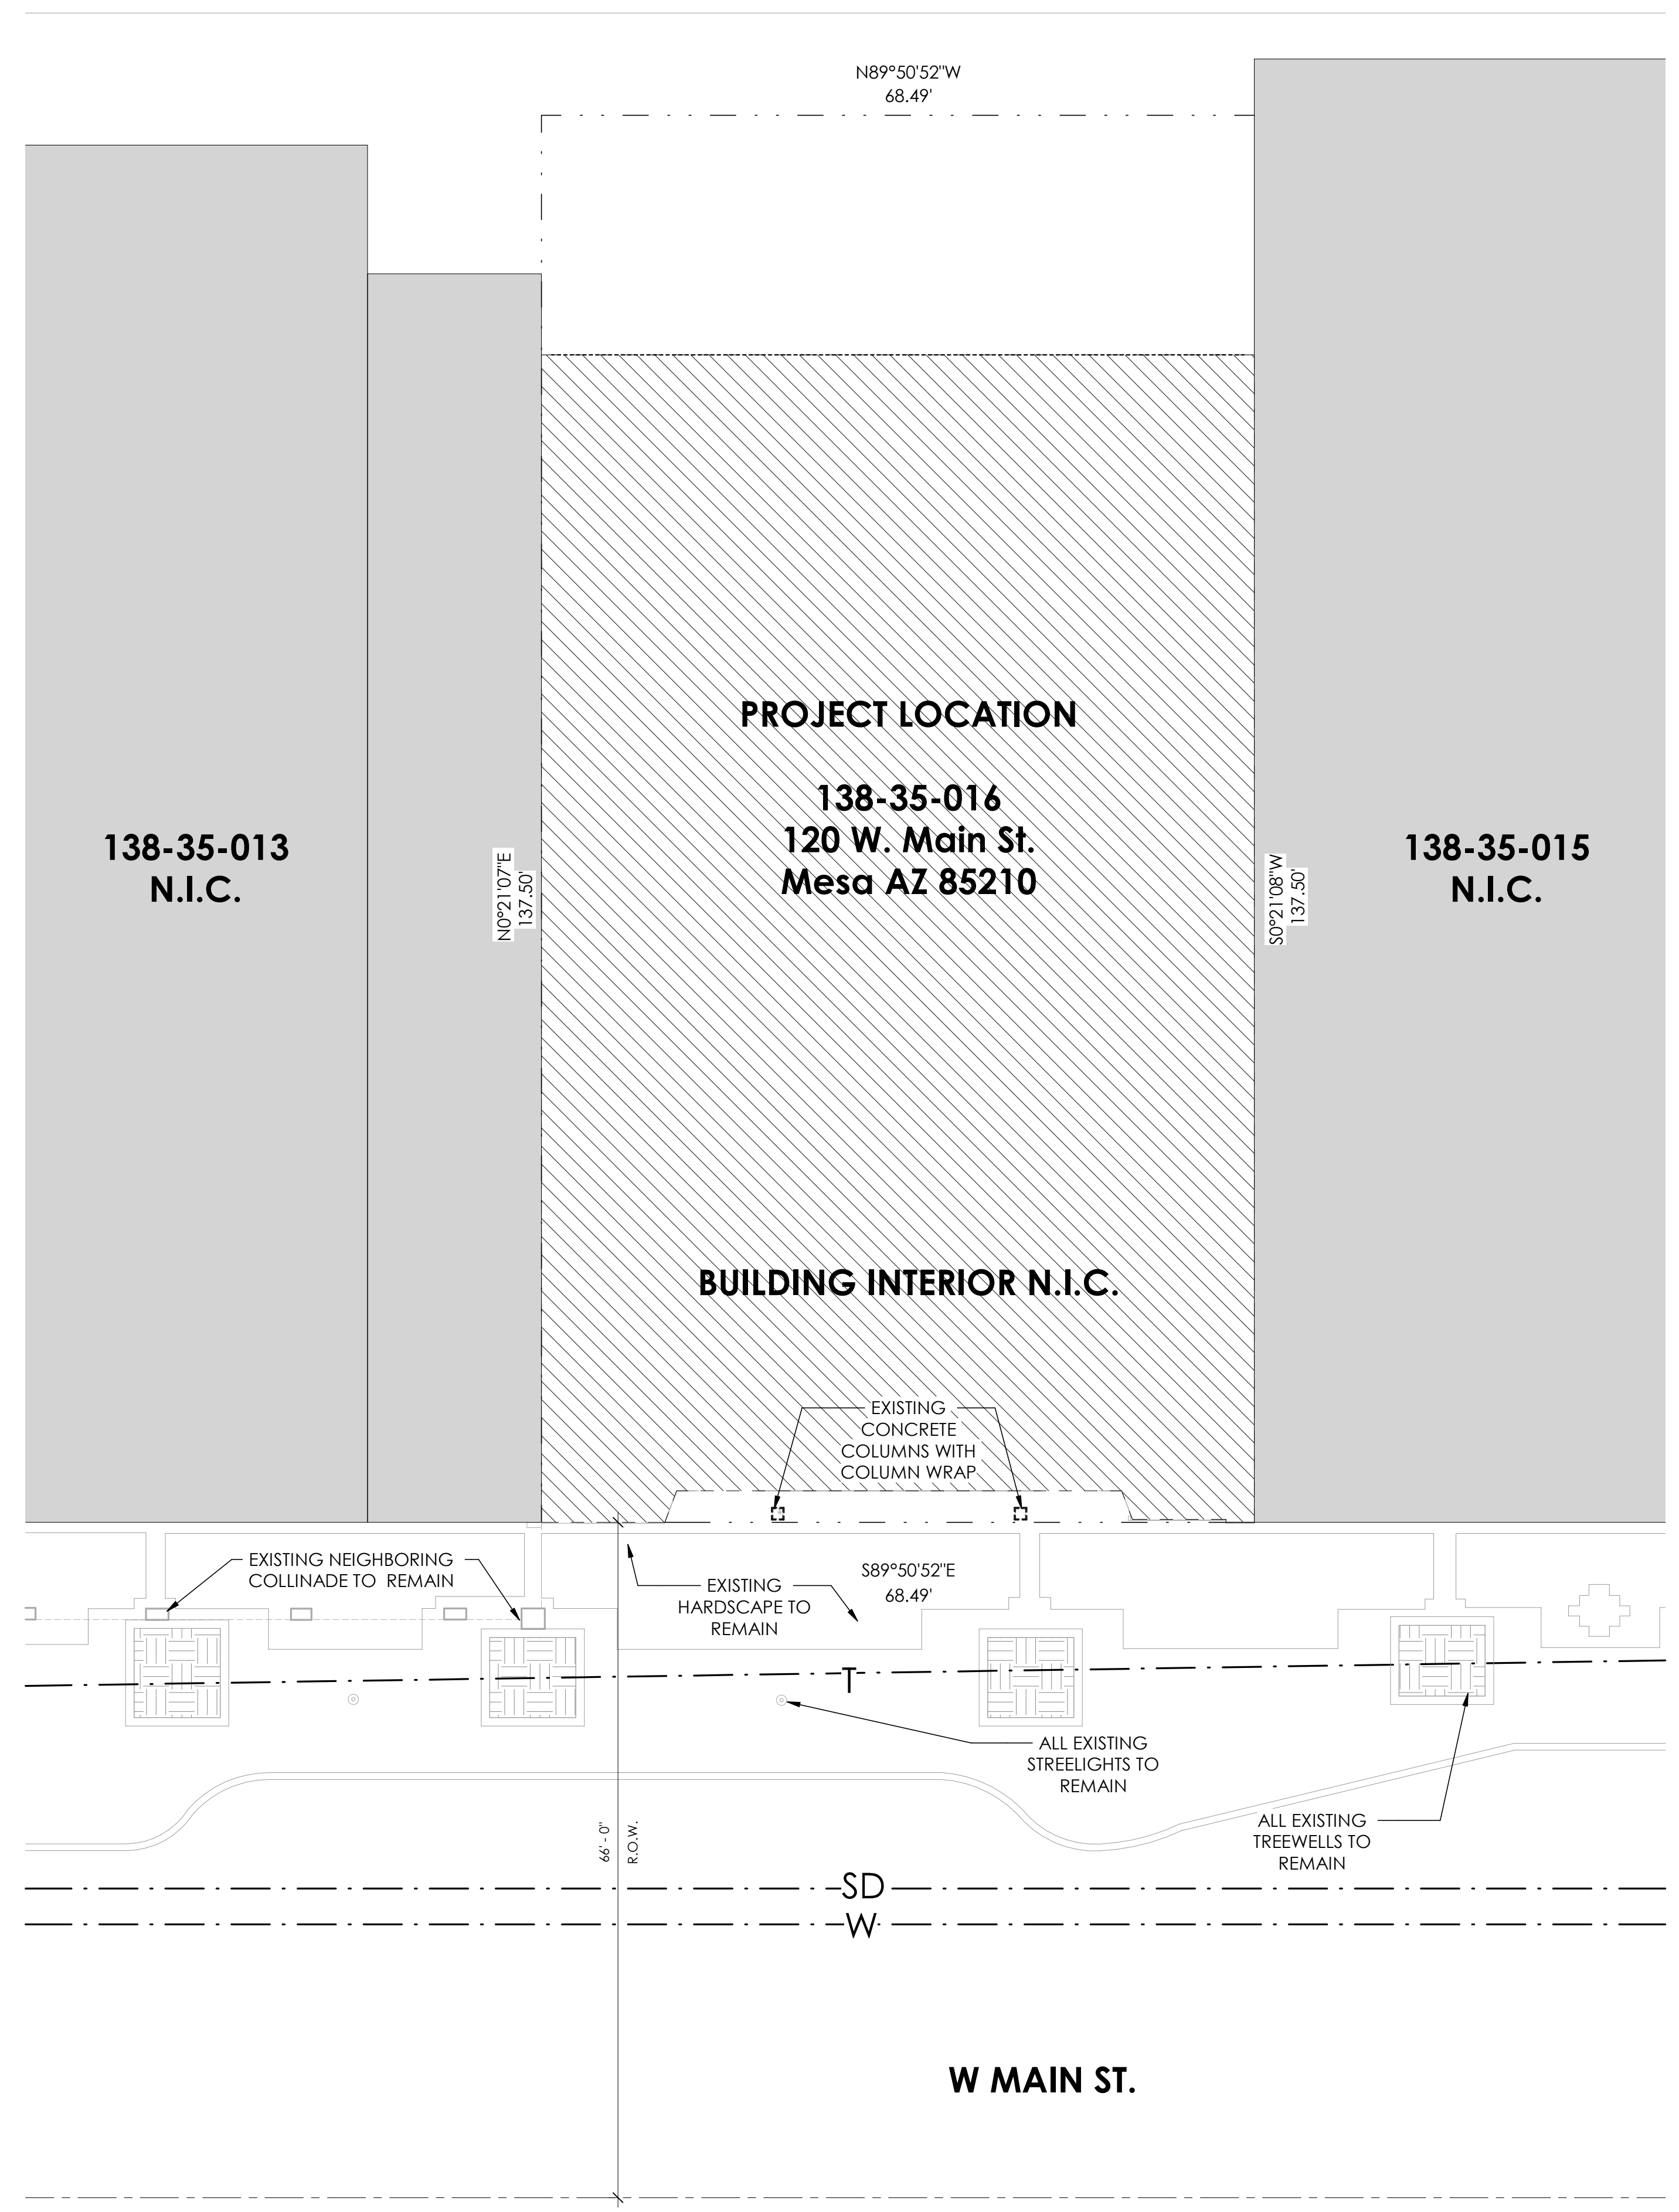 N89°50'52"W
68.49'
PROJECT LOCATION
138-35-016
120 W. Main St.
Mesa AZ 85210
138-35-013
N.I.C.
138-35-015
N.I.C.
N0°21'07"E
137.50'
S0°21'08"W
137.50'
BUILDING INTERIOR N.I.C.
EXISTING
CONCRETE
COLUMNS WITH
COLUMN WRAP
EXISTING NEIGHBORING
COLLINADE TO REMAIN
EXISTING
HARDSCAPE TO
REMAIN
S89°50'52"E
68.49'
T
ALL EXISTING
STREELIGHTS TO
REMAIN
ALL EXISTING
TREEWELLS TO
REMAIN
66' - 0"
R.O.W.
SD
W
W MAIN ST.